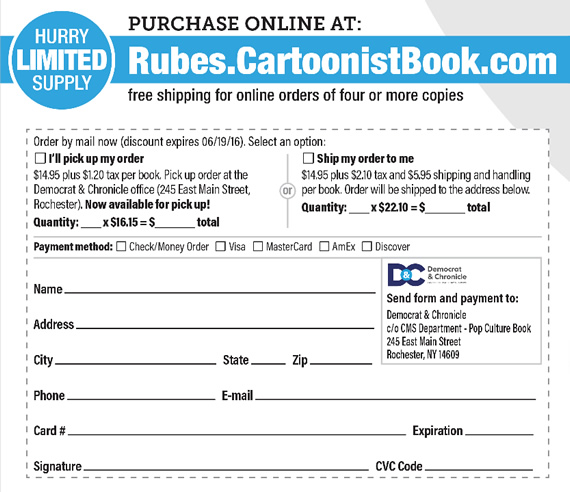 HURRY
LIMITED
SUPPLY
PURCHASE ONLINE AT:
Rubes.CartoonistBook.com
free shipping for online orders of four or more copies
Order by mail now (discount expires 06/19/16). Select an option:
I'll pick up my order
$14.95 plus $1.20 tax per book. Pick up order at the
Democrat & Chronicle office (245 East Main Street,
Rochester). Now available for pick up!
Quantity: ___ x $16.15 = $______ total
or
Ship my order to me
$14.95 plus $2.10 tax and $5.95 shipping and handling
per book. Order will be shipped to the address below.
Quantity: ___ x $22.10 = $______ total
Payment method: Check/Money Order Visa MasterCard AmEx Discover
Name
Address
City State Zip
Phone E-mail
Card # Expiration
Signature CVC Code
D&C Democrat
& Chronicle
Send form and payment to:
Democrat & Chronicle
c/o CMS Department - Pop Culture Book
245 East Main Street
Rochester, NY 14609